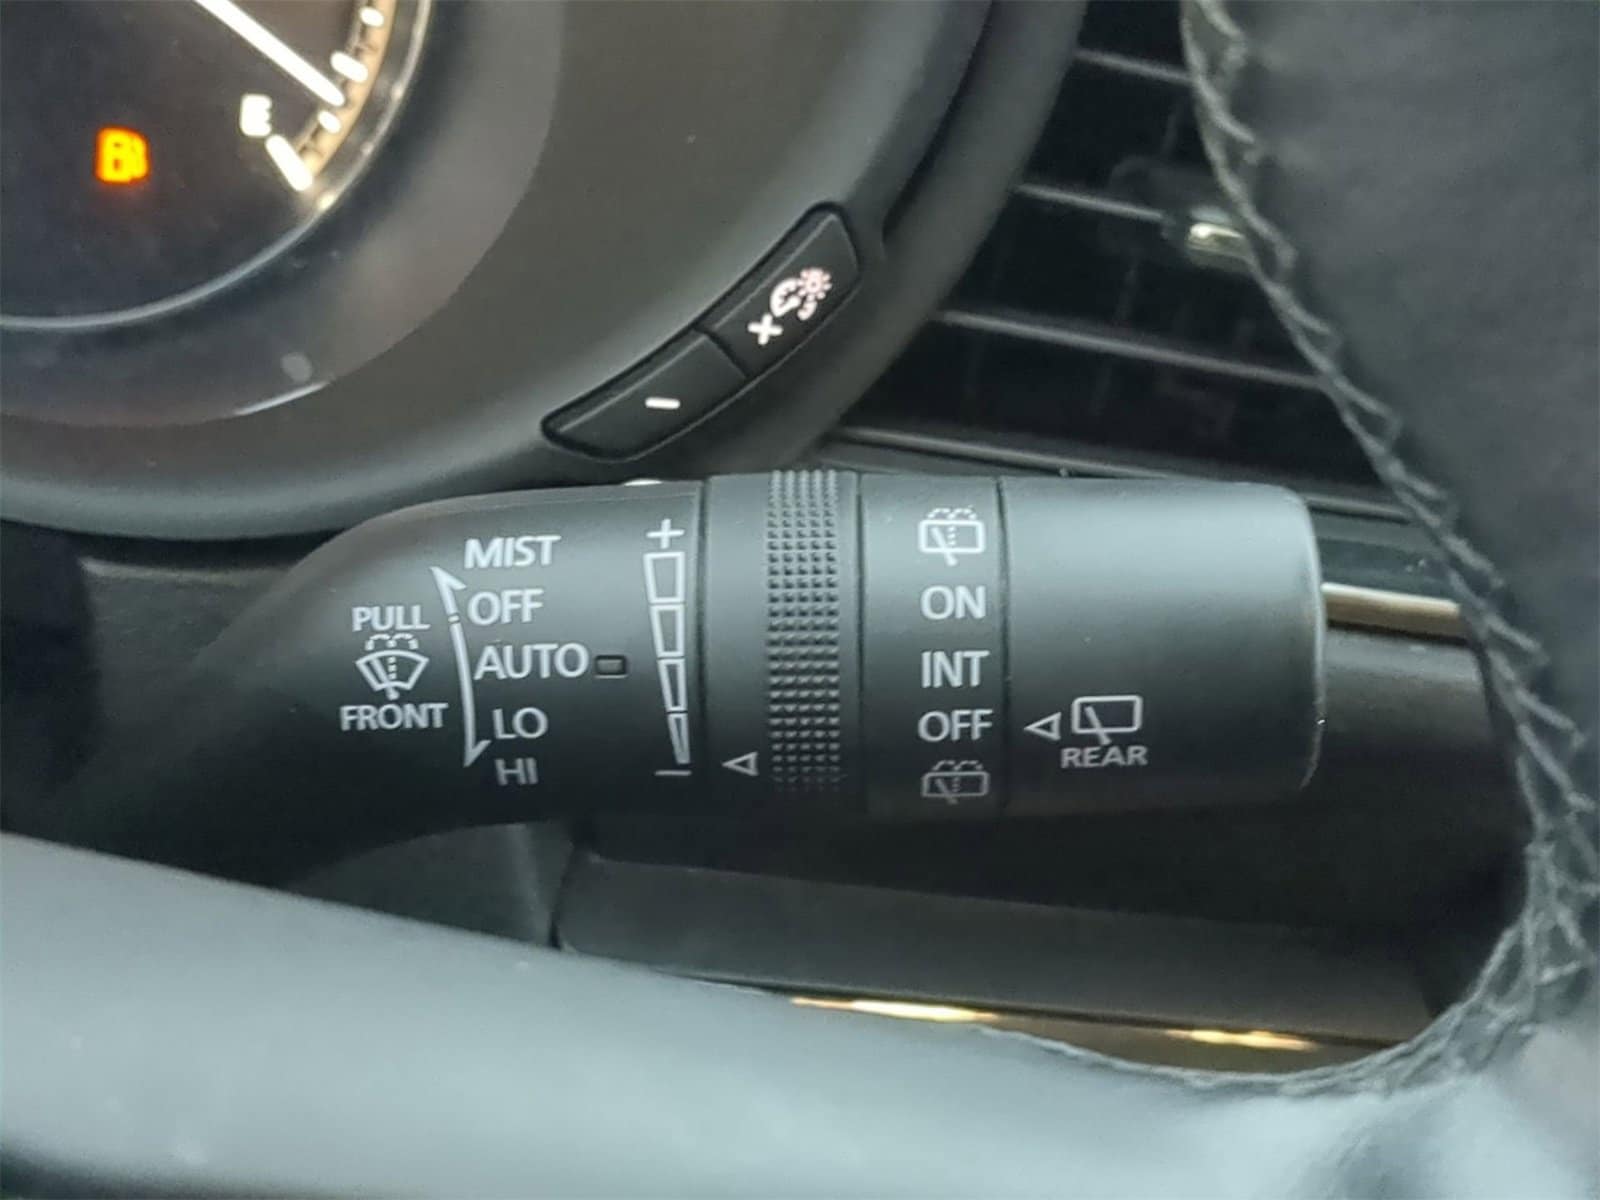 E
MIST
OFF
AUTO
LO
HI
PULL
FRONT
+
−
ON
INT
OFF
REAR